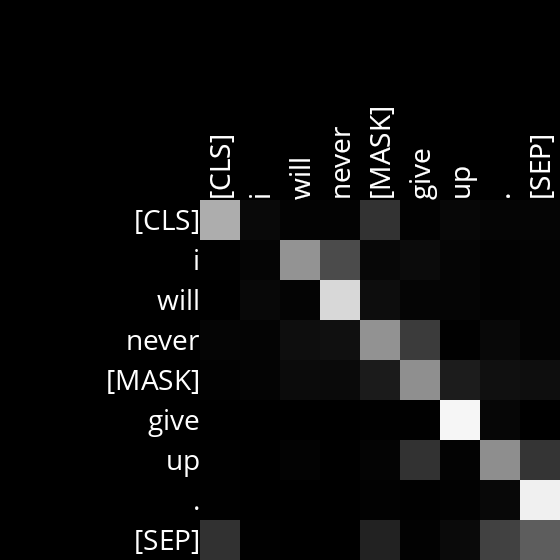 [CLS] i will never [MASK] give up . [SEP]
[CLS]
i
will
never
[MASK]
give
up
.
[SEP]